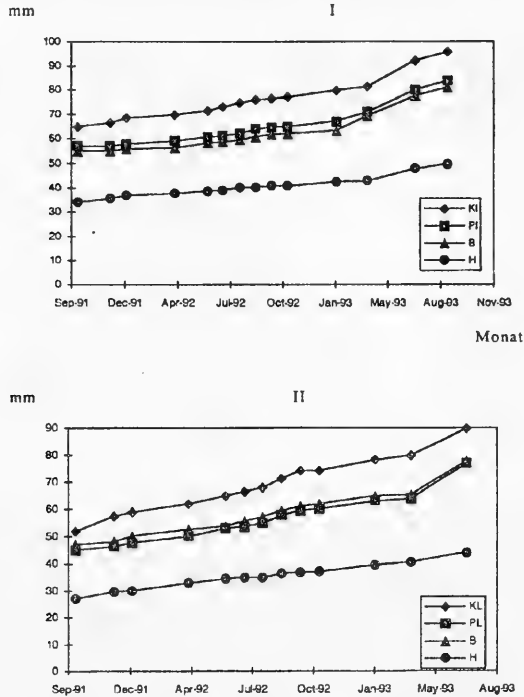 mm I
100
90
80
70
60
50
40
30
20
10
0
Kl
Pl
B
H
Sep-91 Dec-91 Apr-92 Jul-92 Oct-92 Jan-93 May-93 Aug-93 Nov-93
Monat
mm II
90
80
70
60
50
40
30
20
10
0
KL
PL
B
H
Sep-91 Dec-91 Apr-92 Jul-92 Oct-92 Jan-93 May-93 Aug-93